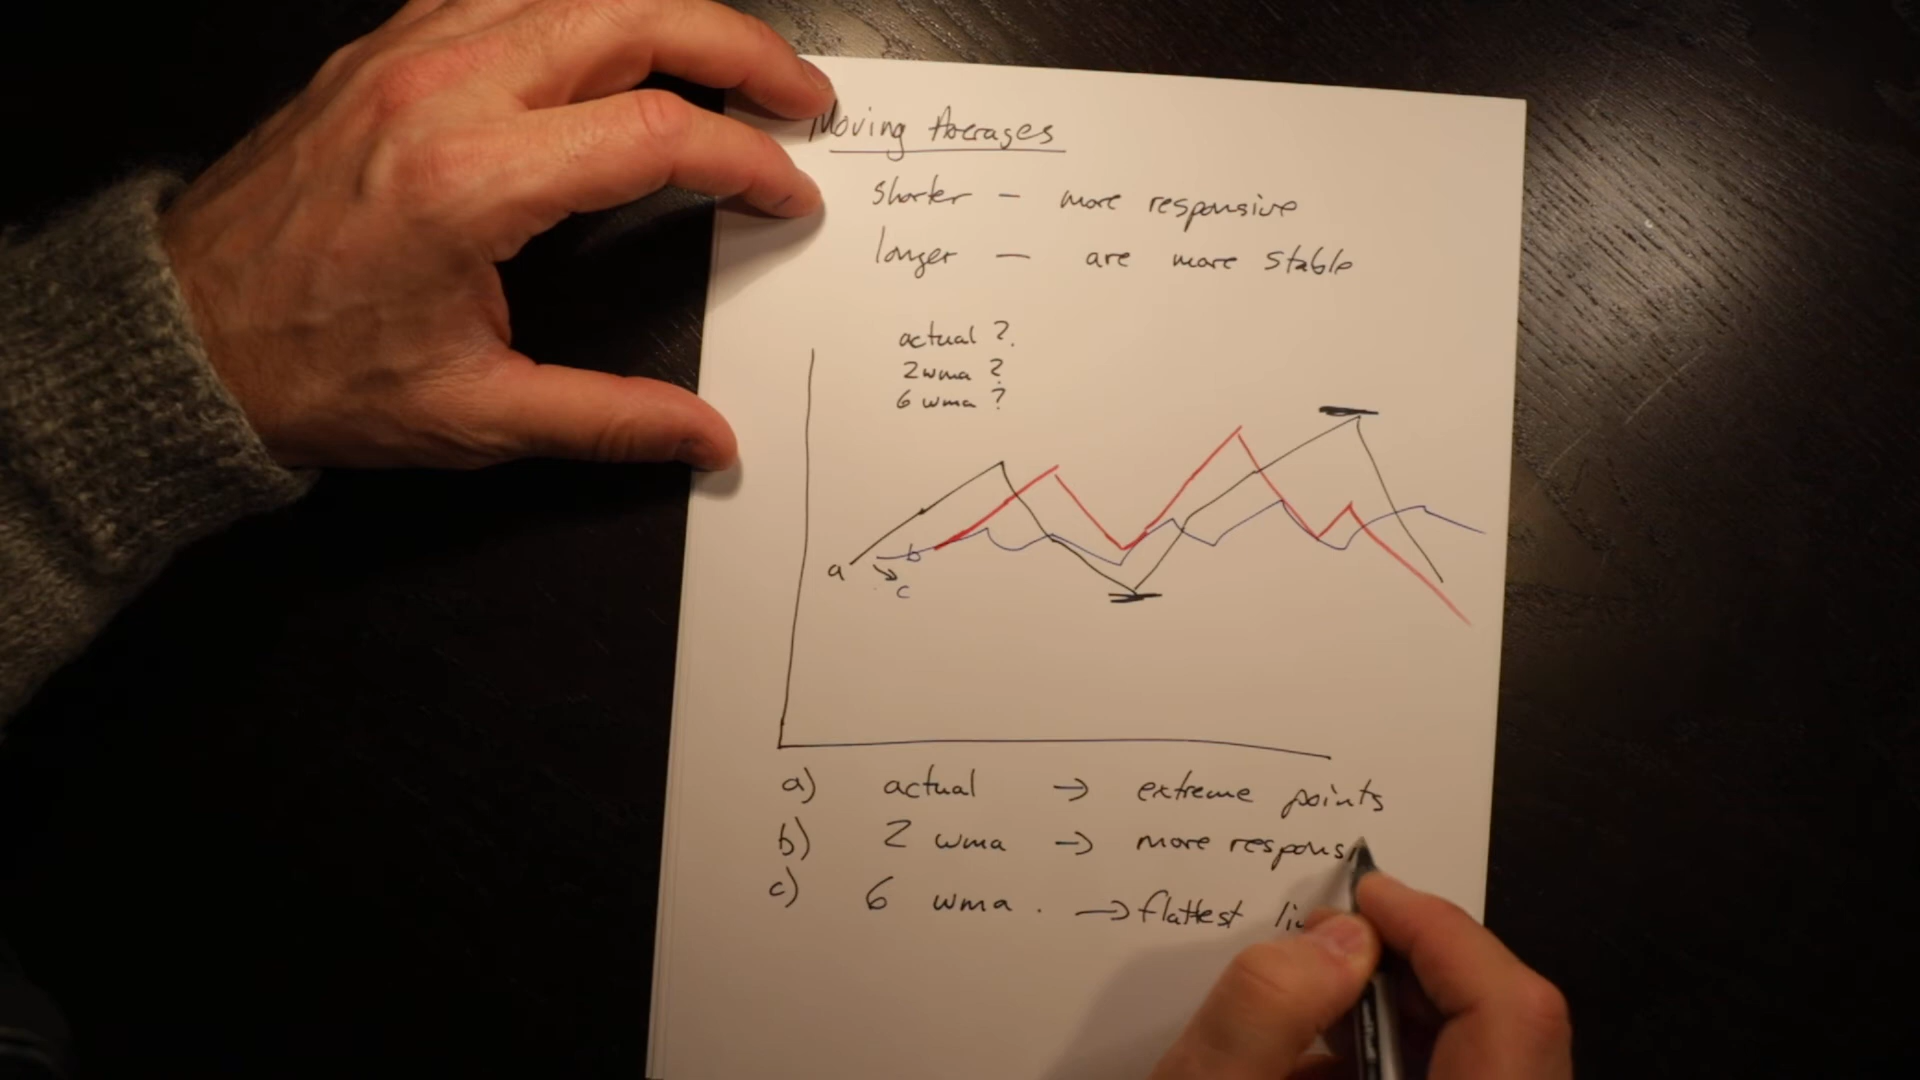 Moving Averages
shorter - more responsive
longer - are more stable
actual ?
2wma ?
6 wma ?
a
b
c
a) actual → extreme points
b) 2 wma → more respons
c) 6 wma. → flattest